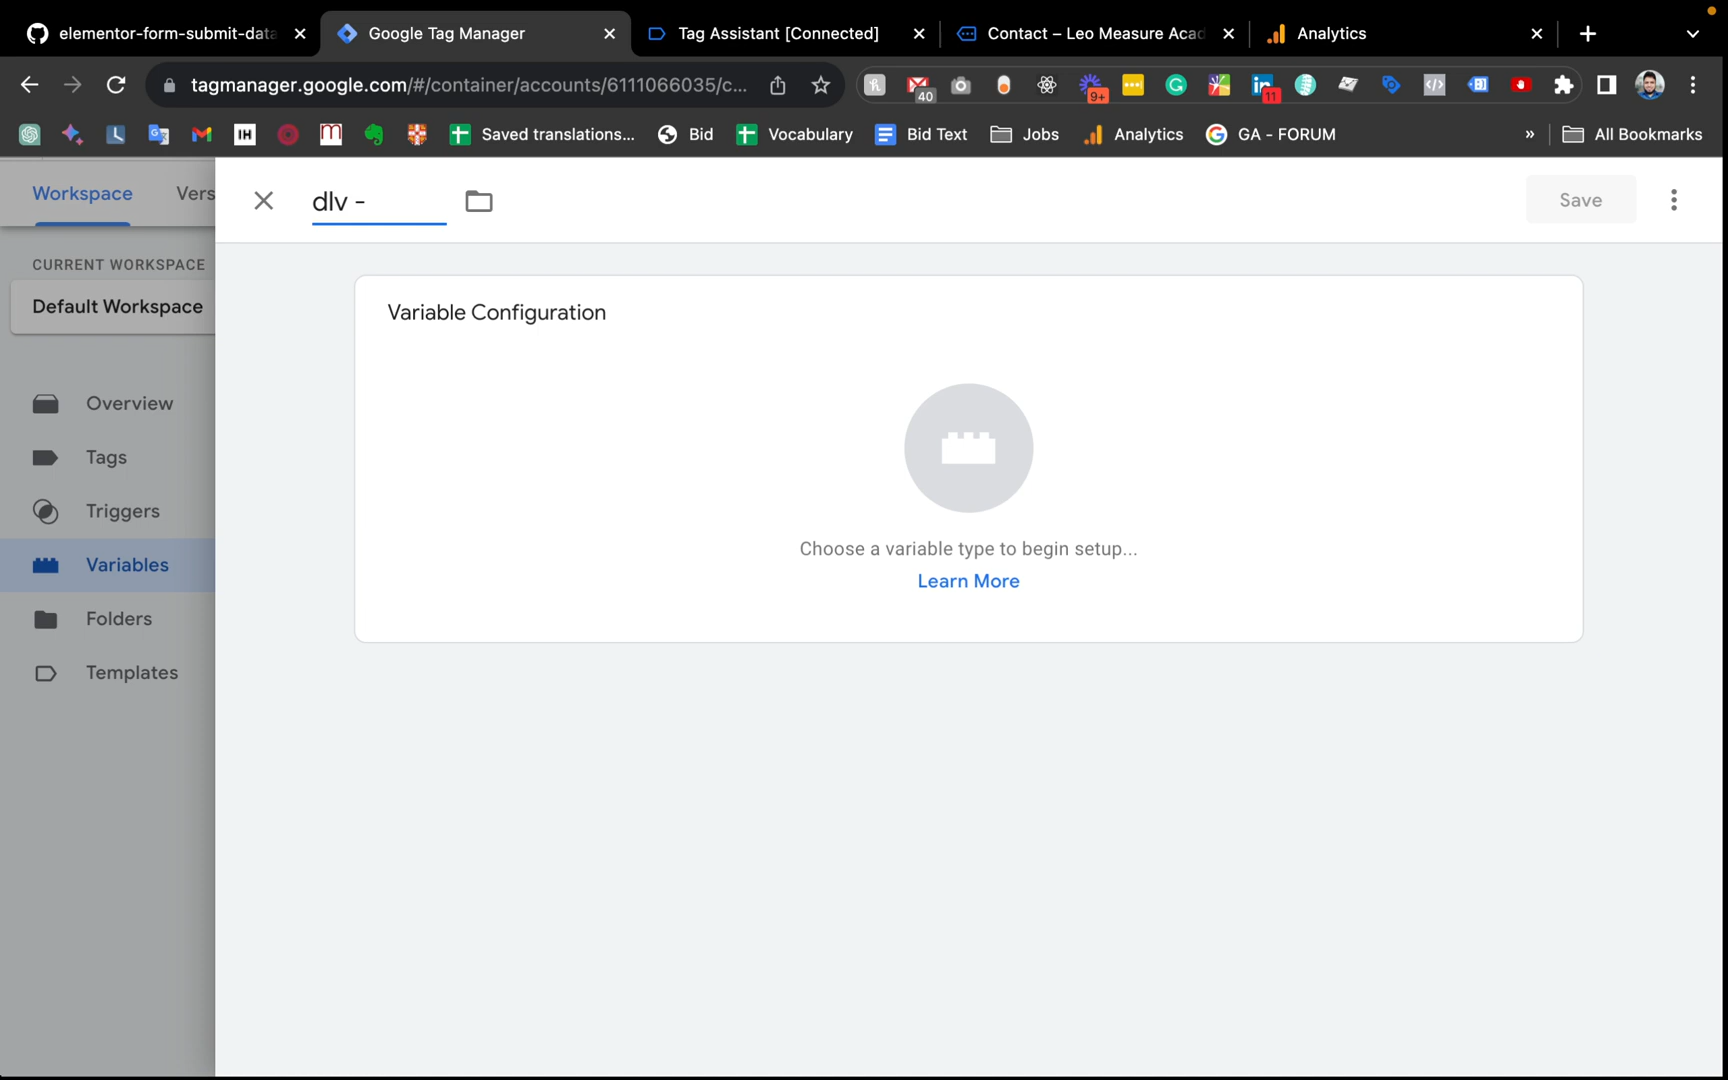 elementor-form-submit-data
Google Tag Manager
Tag Assistant [Connected]
Contact – Leo Measure Acad
Analytics
tagmanager.google.com/#/container/accounts/6111066035/c...
40
9+
11
IH
Saved translations...
Bid
Vocabulary
Bid Text
Jobs
Analytics
GA - FORUM
»
All Bookmarks
Workspace
Vers
dlv -
Save
CURRENT WORKSPACE
Default Workspace
Variable Configuration
Overview
Tags
Triggers
Variables
Folders
Templates
Choose a variable type to begin setup...
Learn More